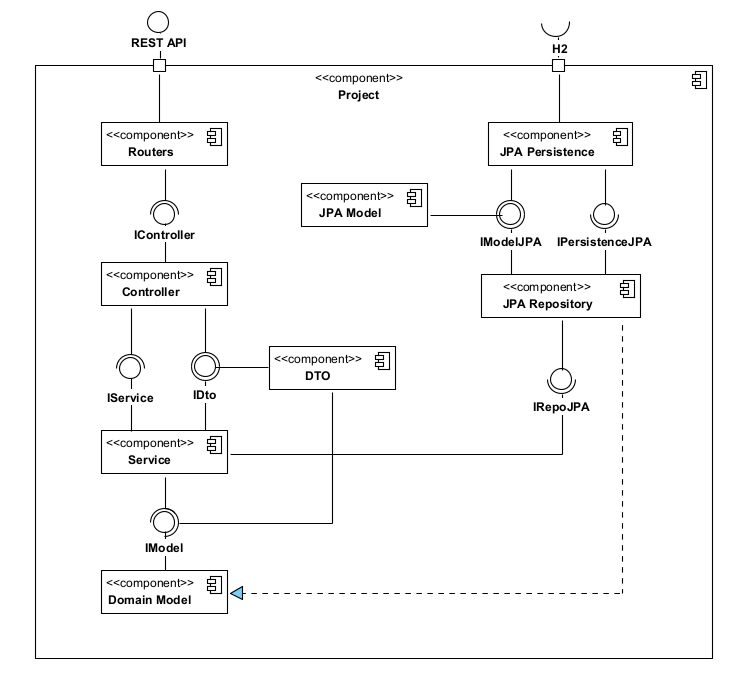 REST API
H2
<<component>>
Project
<<component>>
Routers
<<component>>
JPA Persistence
<<component>>
JPA Model
IController
IModelJPA
IPersistenceJPA
<<component>>
Controller
<<component>>
JPA Repository
<<component>>
DTO
IService
IDto
IRepoJPA
<<component>>
Service
IModel
<<component>>
Domain Model